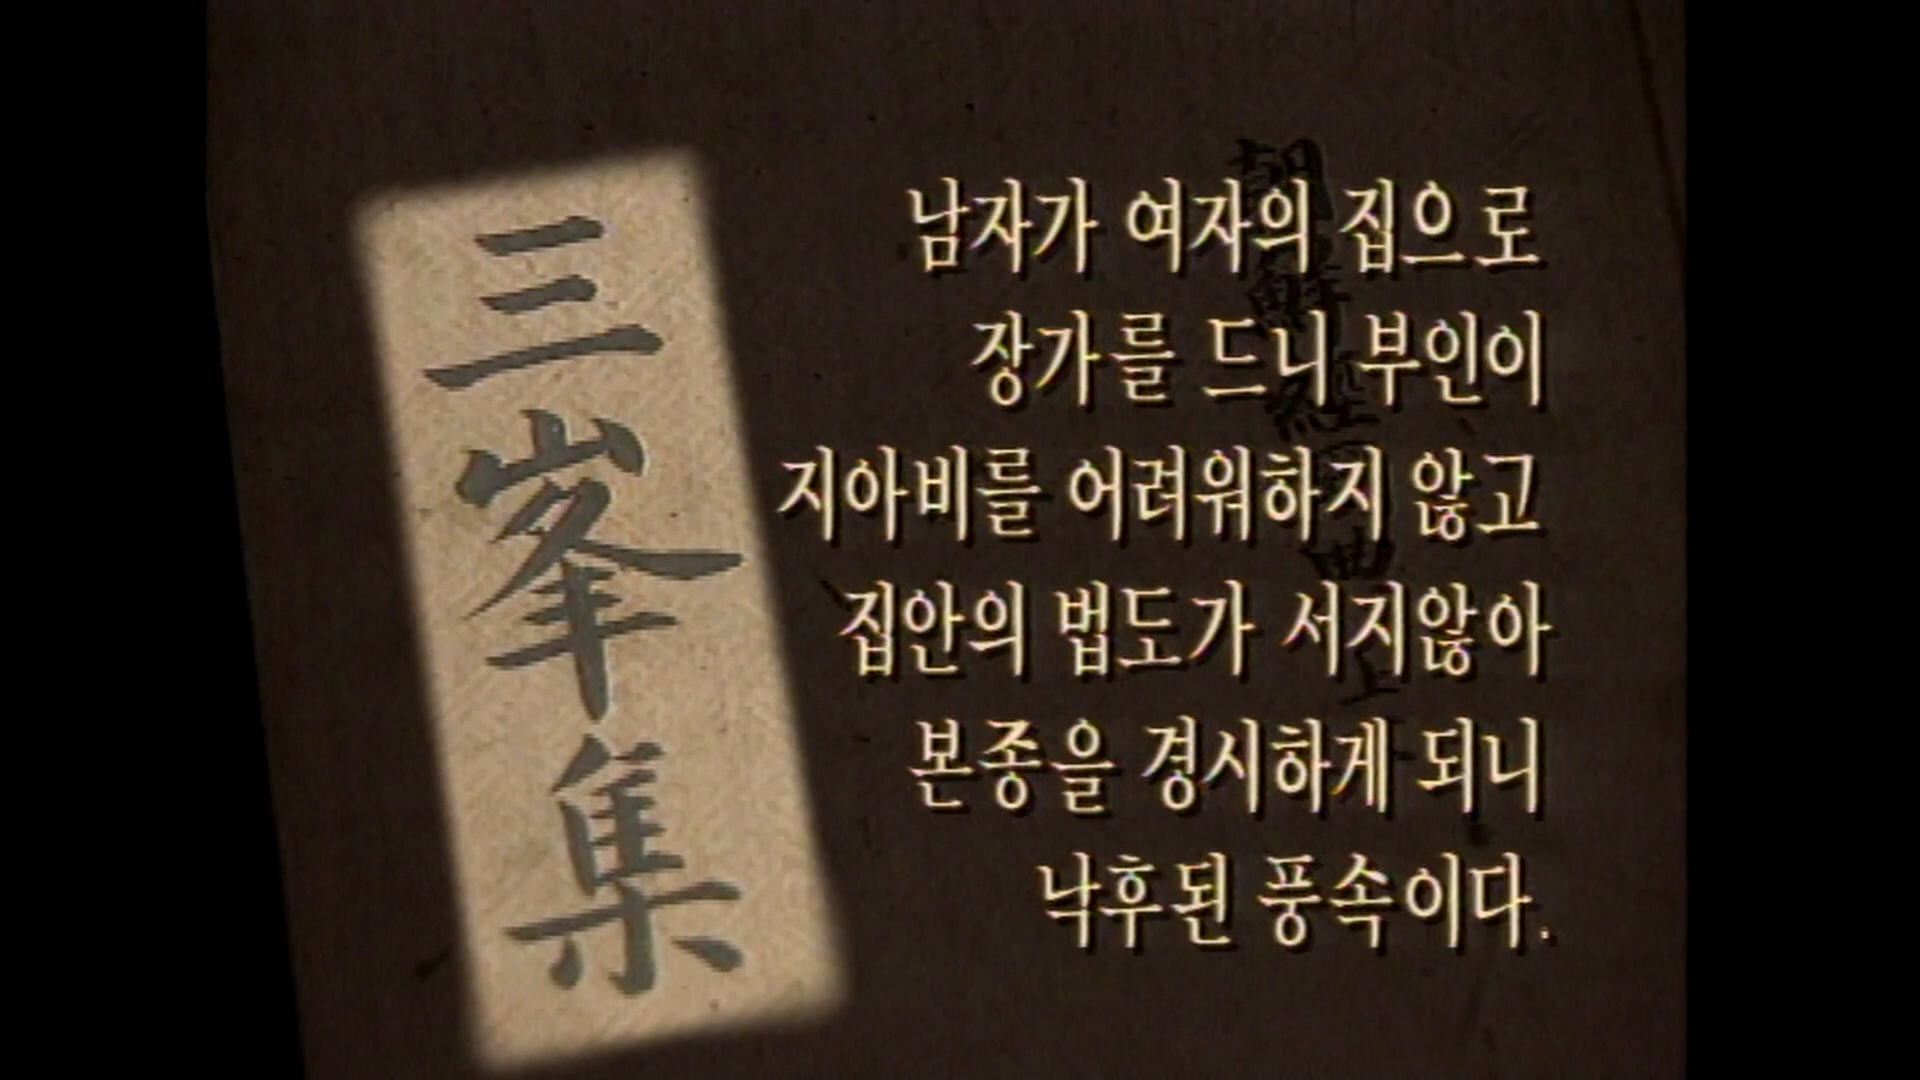 三峯集
남자가 여자의 집으로
장가를 드니 부인이
지아비를 어려워하지 않고
집안의 법도가 서지않아
본종을 경시하게 되니
낙후된 풍속이다.